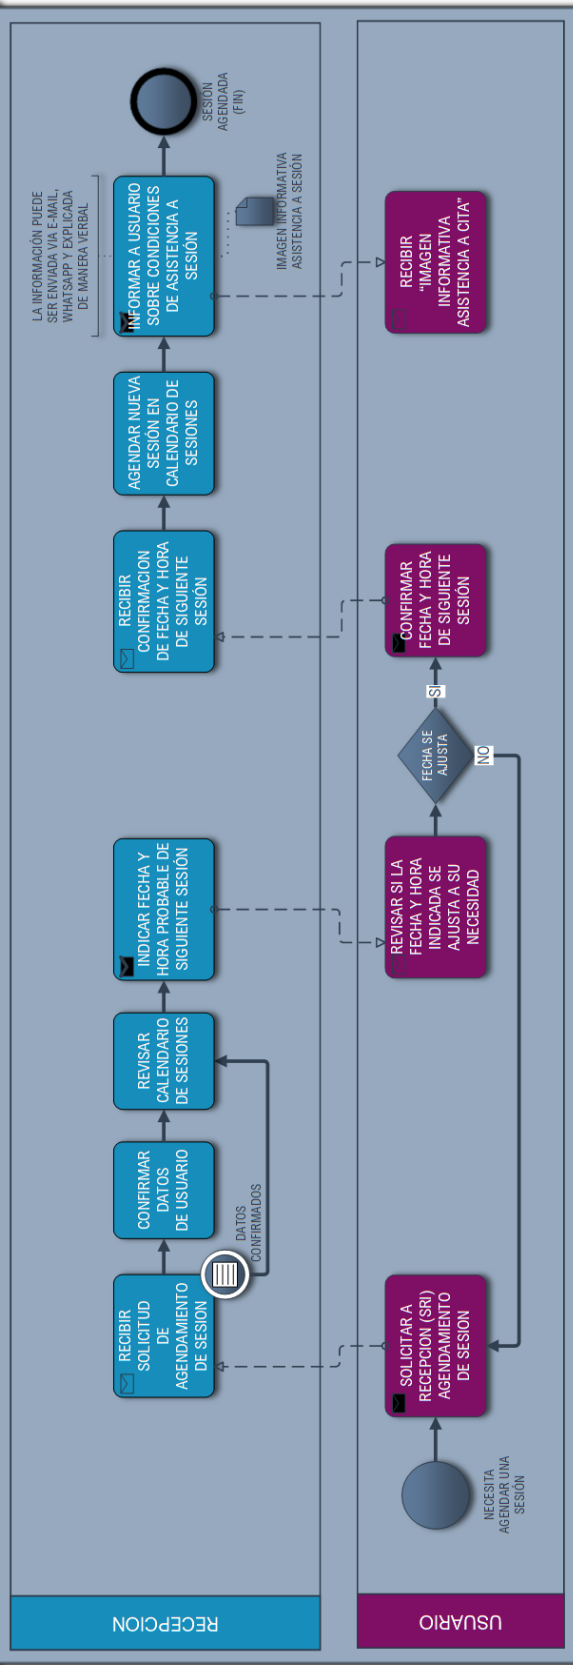 RECEPCION
RECIBIR
SOLICITUD
DE
AGENDAMIENTO
DE SESION
DATOS
CONFIRMADOS
CONFIRMAR
DATOS
DE USUARIO
REVISAR
CALENDARIO
DE SESIONES
INDICAR FECHA Y
HORA PROBABLE DE
SIGUIENTE SESIÓN
RECIBIR
CONFIRMACION
DE FECHA Y HORA
DE SIGUIENTE
SESIÓN
AGENDAR NUEVA
SESIÓN EN
CALENDARIO DE
SESIONES
LA INFORMACIÓN PUEDE
SER ENVIADA VIA E-MAIL,
WHATSAPP Y EXPLICADA
DE MANERA VERBAL
INFORMAR A USUARIO
SOBRE CONDICIONES
DE ASISTENCIA A
SESIÓN
IMAGEN INFORMATIVA
ASISTENCIA A SESIÓN
SESIÓN
AGENDADA
(FIN)
USUARIO
NECESITA
AGENDAR UNA
SESIÓN
SOLICITAR A
RECEPCION (SRI)
AGENDAMIENTO
DE SESION
REVISAR SI LA
FECHA Y HORA
INDICADA SE
AJUSTA A SU
NECESIDAD
FECHA SE
AJUSTA
SI
NO
CONFIRMAR
FECHA Y HORA
DE SIGUIENTE
SESIÓN
RECIBIR
“IMAGEN
INFORMATIVA
ASISTENCIA A CITA”